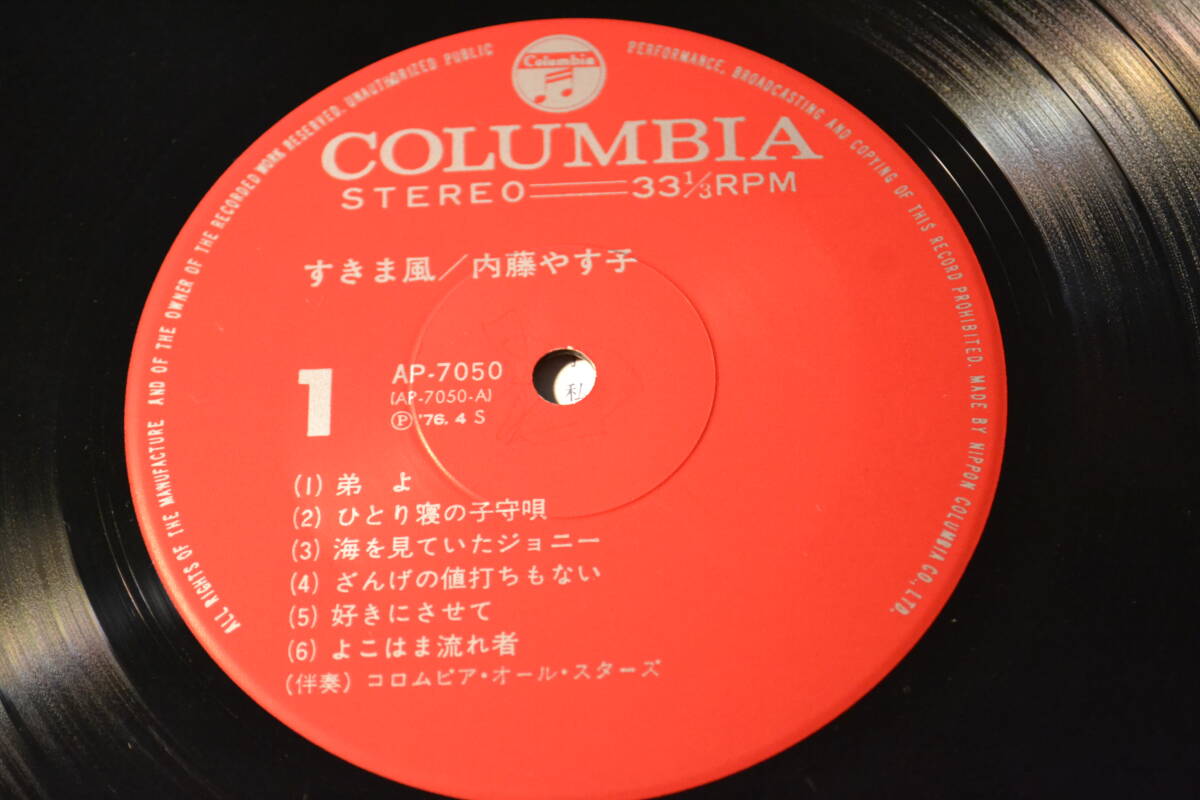 Columbia
COLUMBIA
STEREO 33 1/3 RPM
すきま風／内藤やす子
1
AP-7050
(AP-7050-A)
Ⓟ '76. 4 S
私
(1) 弟 よ
(2) ひとり寝の子守唄
(3) 海を見ていたジョニー
(4) ざんげの値打ちもない
(5) 好きにさせて
(6) よこはま流れ者
(伴奏) コロムビア・オール・スターズ
ALL RIGHTS OF THE MANUFACTURE AND OF THE OWNER OF THE RECORDED WORK RESERVED. UNAUTHORIZED PUBLIC PERFORMANCE, BROADCASTING AND COPYING OF THIS RECORD PROHIBITED. MADE BY NIPPON COLUMBIA CO., LTD.